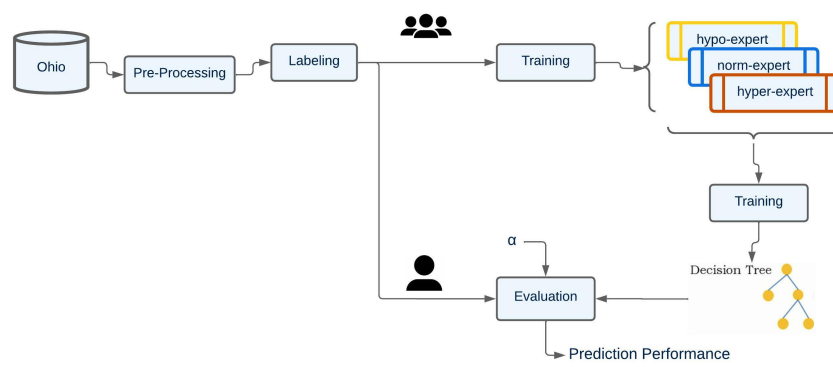 Ohio
Pre-Processing
Labeling
Training
hypo-expert
norm-expert
hyper-expert
Training
α
Decision Tree
Evaluation
Prediction Performance